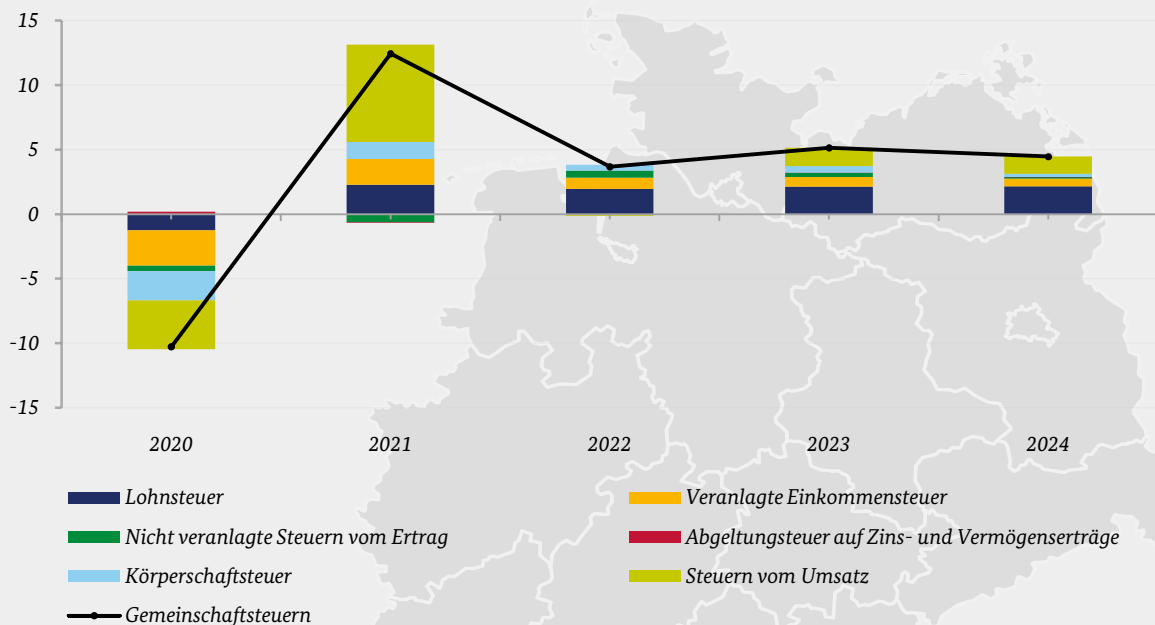 15
10
5
0
-5
-10
-15
2020 2021 2022 2023 2024
Lohnsteuer
Veranlagte Einkommensteuer
Nicht veranlagte Steuern vom Ertrag
Abgeltungsteuer auf Zins- und Vermögenserträge
Körperschaftsteuer
Steuern vom Umsatz
Gemeinschaftsteuern